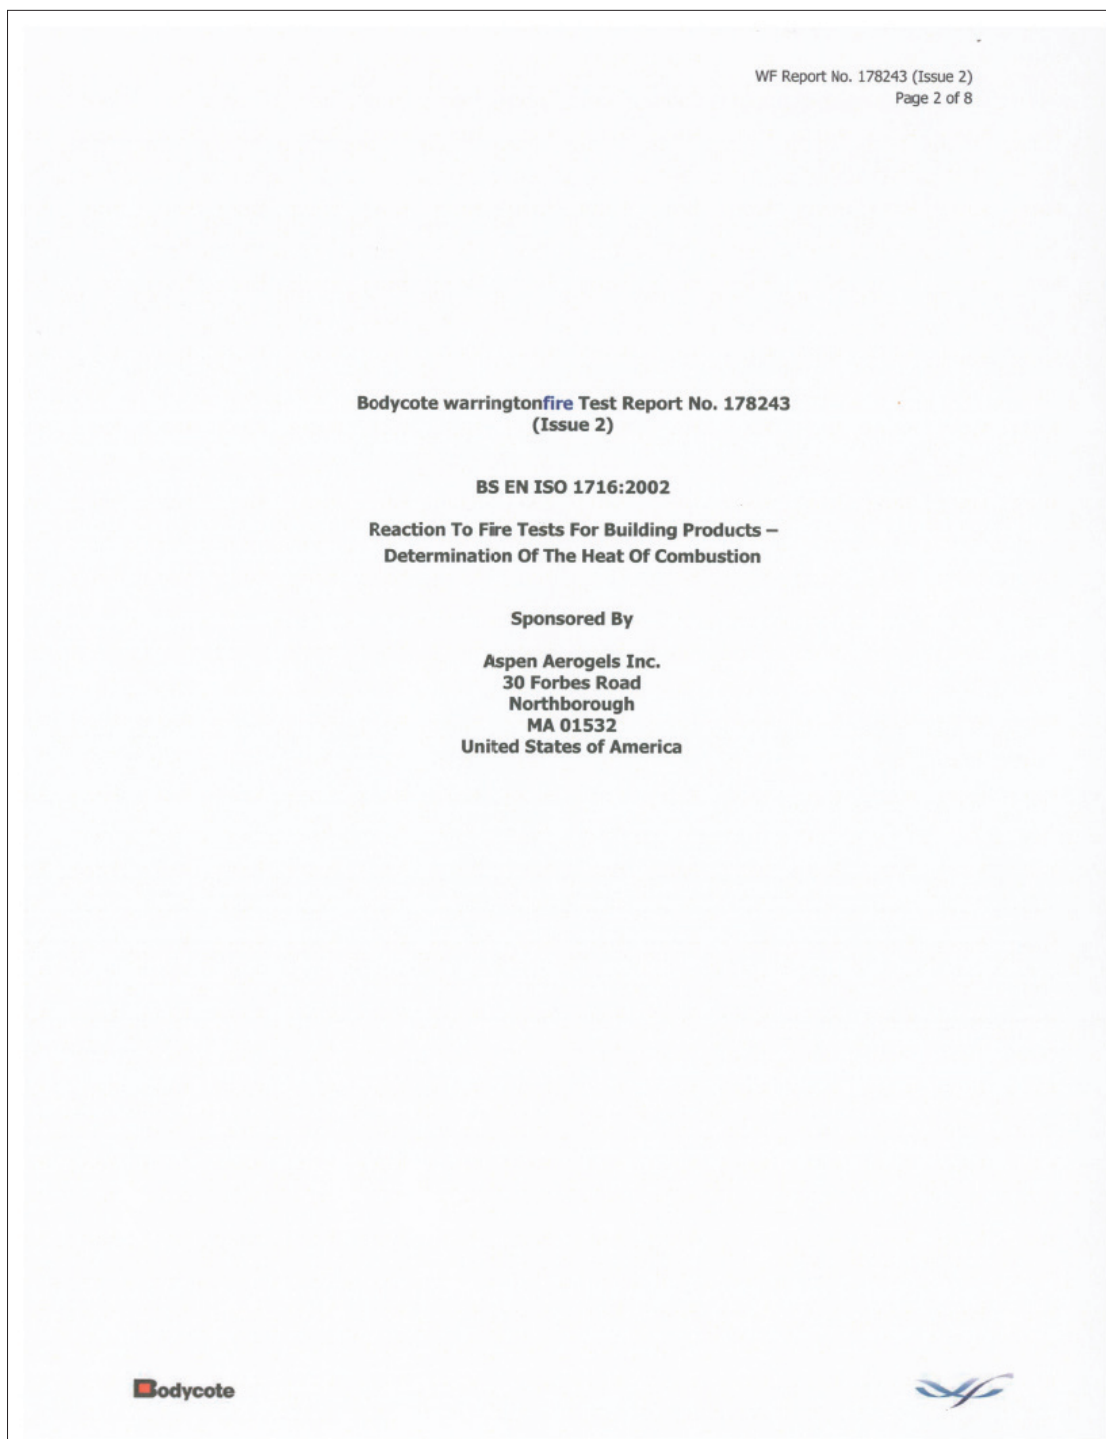 WF Report No. 178243 (Issue 2)
Page 2 of 8
Bodycote warringtonfire Test Report No. 178243
(Issue 2)
BS EN ISO 1716:2002
Reaction To Fire Tests For Building Products –
Determination Of The Heat Of Combustion
Sponsored By
Aspen Aerogels Inc.
30 Forbes Road
Northborough
MA 01532
United States of America
Bodycote